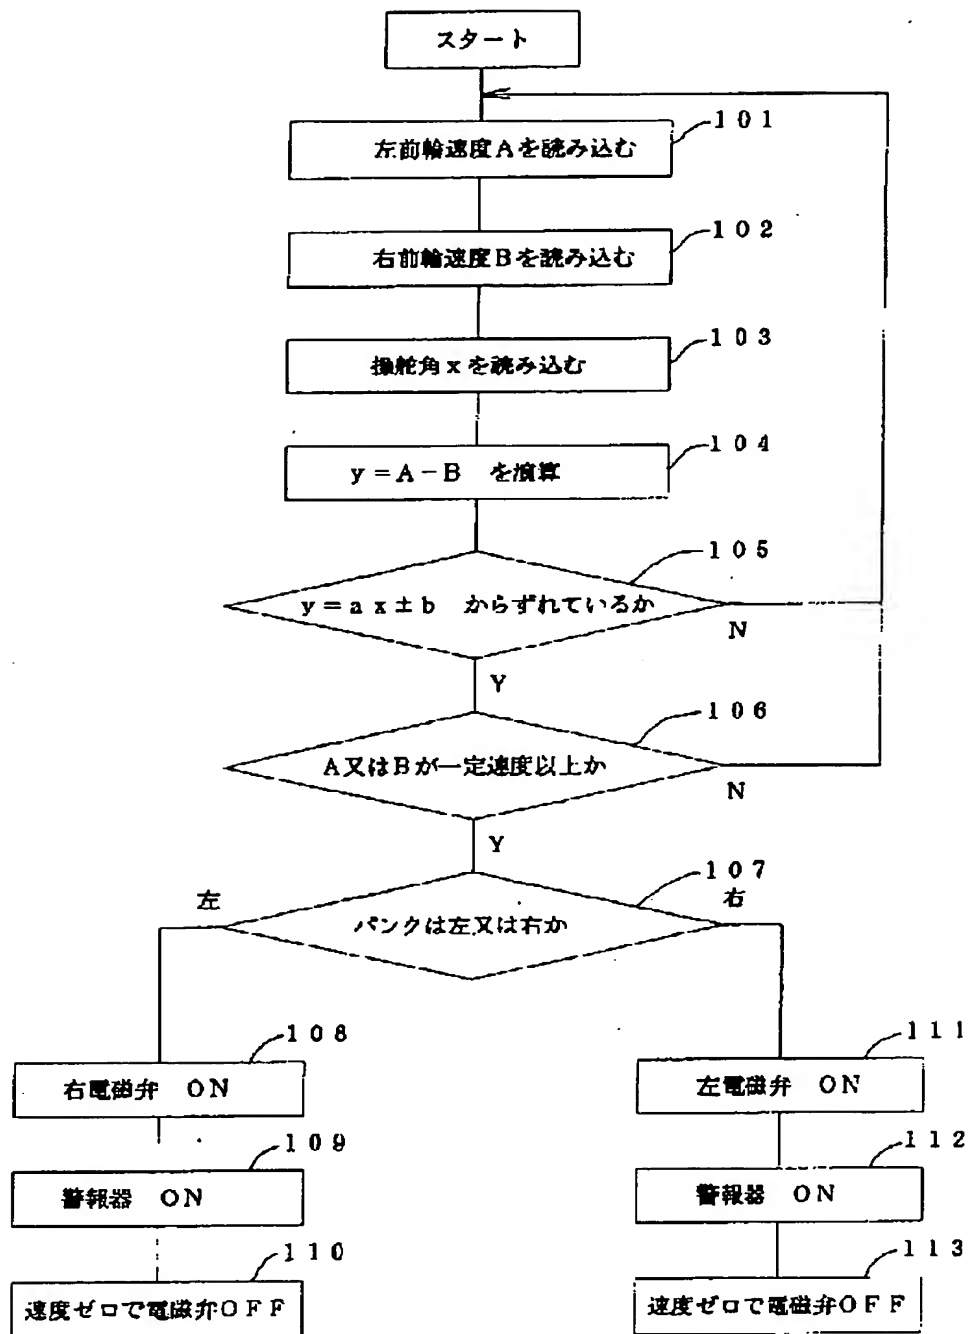 スタート
101
左前輪速度Aを読み込む
102
右前輪速度Bを読み込む
103
操舵角xを読み込む
104
y=A-B を演算
105
y=ax±b からずれているか
N
Y
106
A又はBが一定速度以上か
N
Y
107
左
右
パンクは左又は右か
108
右電磁弁 ON
111
左電磁弁 ON
109
警報器 ON
112
警報器 ON
110
速度ゼロで電磁弁OFF
113
速度ゼロで電磁弁OFF